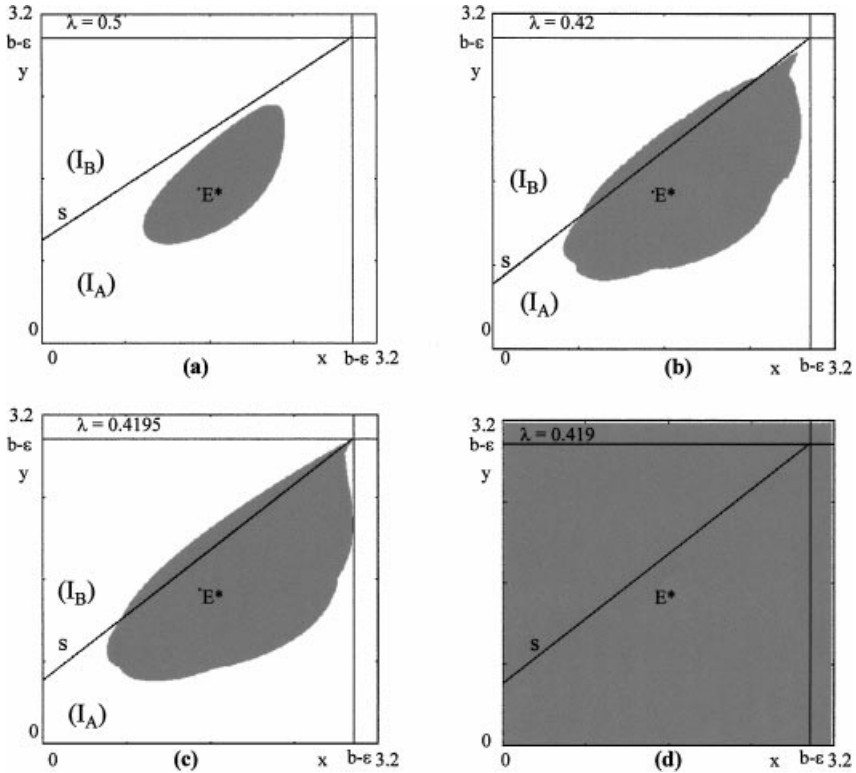 3.2
λ = 0.5
b-ε
y
(I_B)
S
E*
(I_A)
0
0
x b-ε 3.2
(a)
3.2
λ = 0.42
b-ε
y
(I_B)
E*
S
(I_A)
0
0
x b-ε 3.2
(b)
3.2
λ = 0.4195
b-ε
y
(I_B)
E*
S
(I_A)
0
0
x b-ε 3.2
(c)
3.2
λ = 0.419
b-ε
y
E*
S
0
0
x b-ε 3.2
(d)